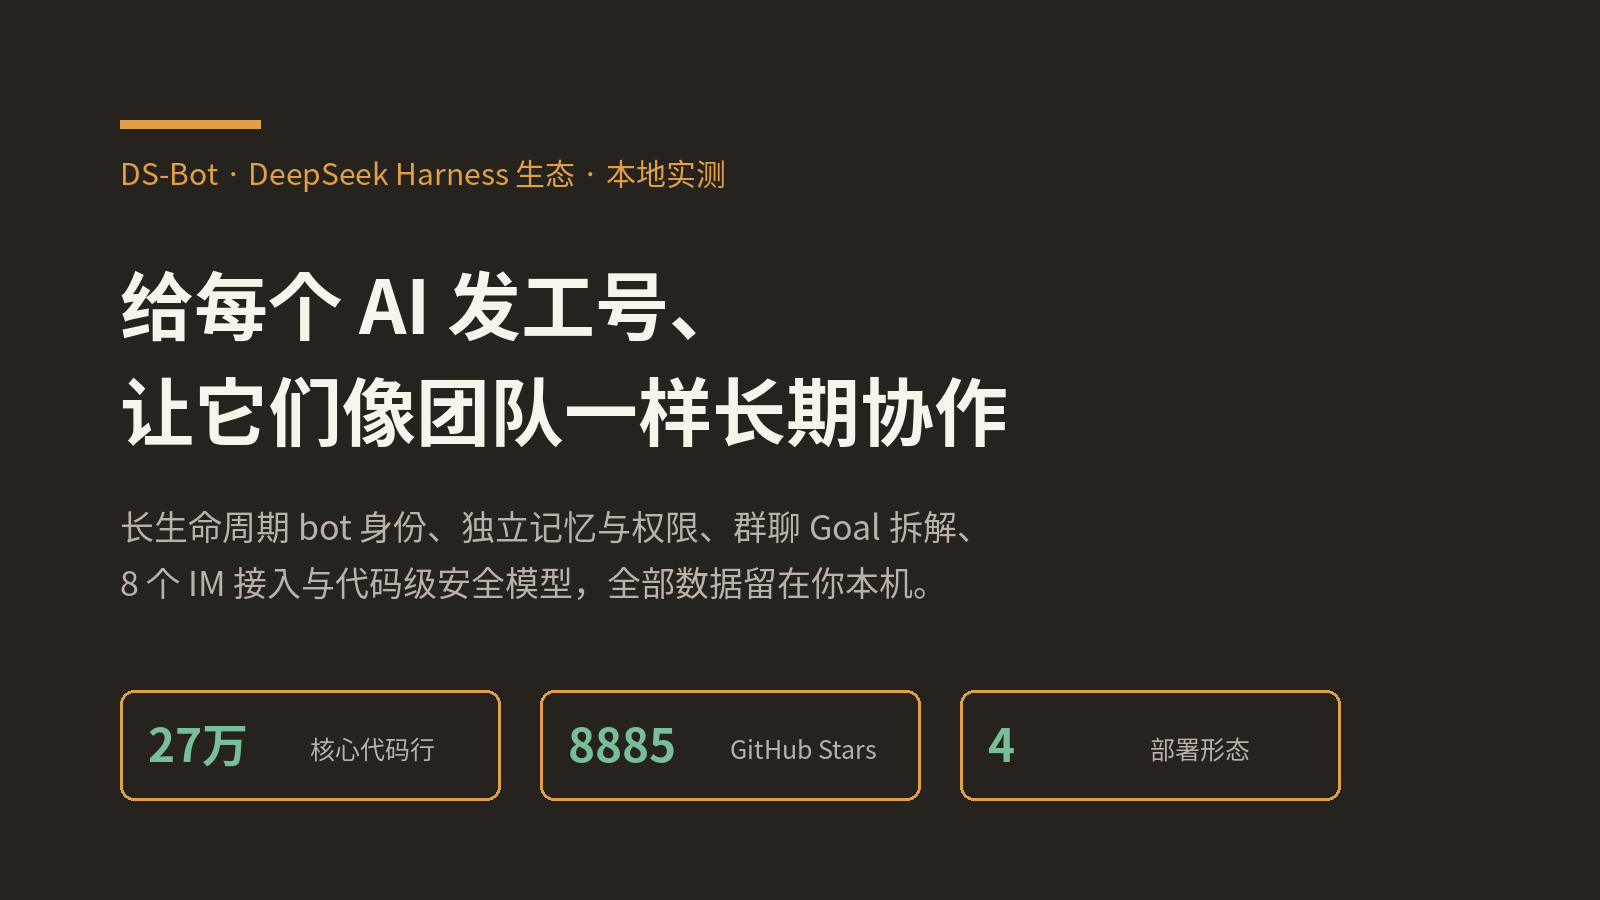 DS-Bot · DeepSeek Harness 生态 · 本地实测
给每个 AI 发工号、
让它们像团队一样长期协作
长生命周期 bot 身份、独立记忆与权限、群聊 Goal 拆解、
8 个 IM 接入与代码级安全模型，全部数据留在你本机。
27万 核心代码行
8885 GitHub Stars
4 部署形态